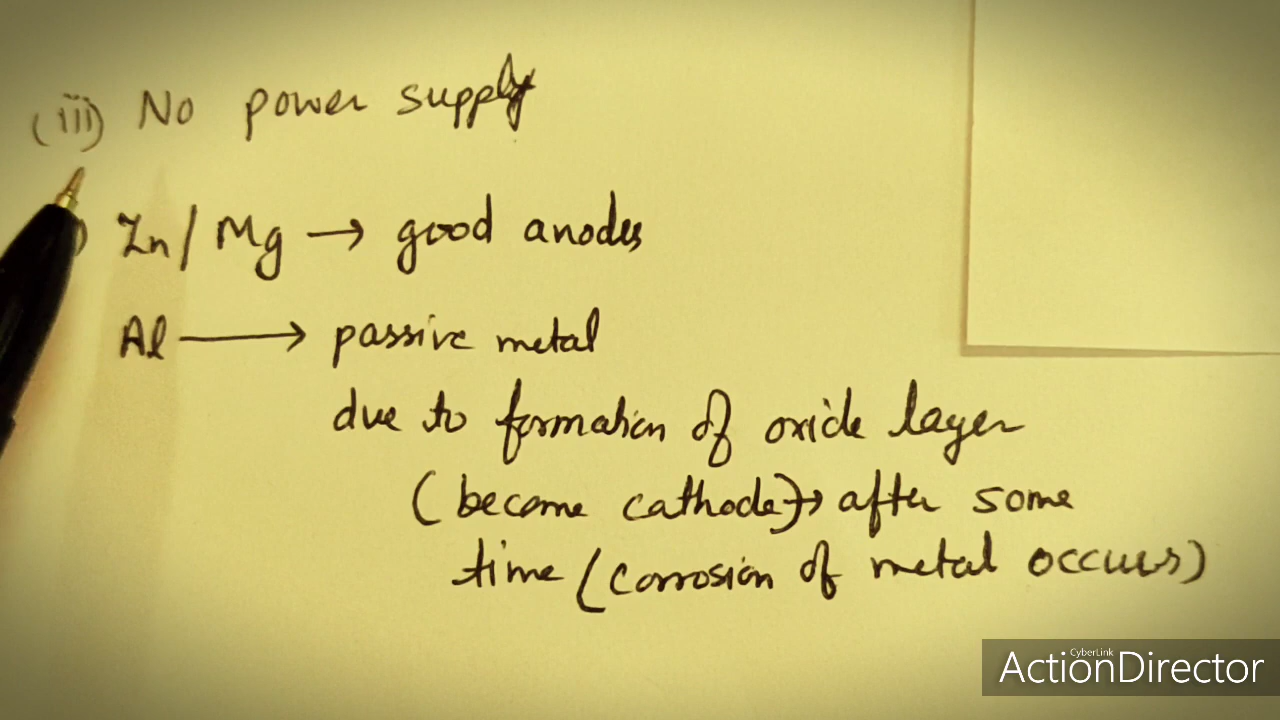 (iii) No power supply
) Zn/Mg → good anodes
Al → passive metal
due to formation of oxide layer
(become cathode) → after some
time (corrosion of metal occurs)
CyberLink
ActionDirector